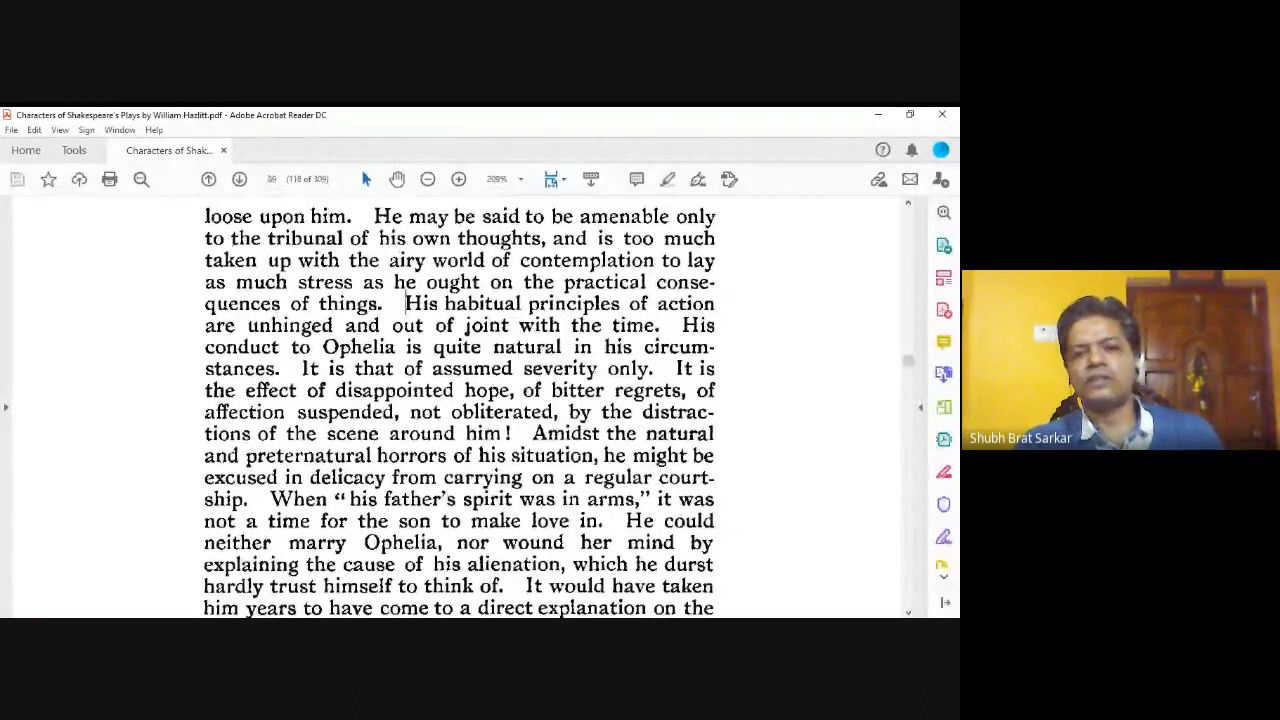 Characters of Shakespeare's Plays by William Hazlitt.pdf - Adobe Acrobat Reader DC
File Edit View Sign Window Help
Home Tools Characters of Shak...
89 (118 of 309) 209%
loose upon him. He may be said to be amenable only
to the tribunal of his own thoughts, and is too much
taken up with the airy world of contemplation to lay
as much stress as he ought on the practical conse-
quences of things. His habitual principles of action
are unhinged and out of joint with the time. His
conduct to Ophelia is quite natural in his circum-
stances. It is that of assumed severity only. It is
the effect of disappointed hope, of bitter regrets, of
affection suspended, not obliterated, by the distrac-
tions of the scene around him! Amidst the natural
and preternatural horrors of his situation, he might be
excused in delicacy from carrying on a regular court-
ship. When “his father's spirit was in arms,” it was
not a time for the son to make love in. He could
neither marry Ophelia, nor wound her mind by
explaining the cause of his alienation, which he durst
hardly trust himself to think of. It would have taken
him years to have come to a direct explanation on the
Shubh Brat Sarkar